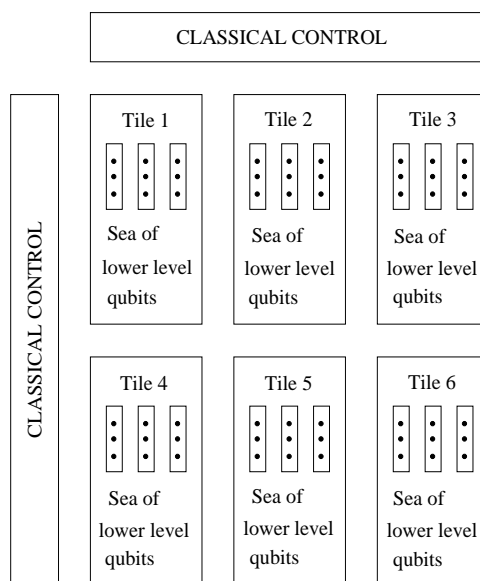 CLASSICAL CONTROL
CLASSICAL CONTROL
Tile 1
Sea of
lower level
qubits
Tile 2
Sea of
lower level
qubits
Tile 3
Sea of
lower level
qubits
Tile 4
Sea of
lower level
qubits
Tile 5
Sea of
lower level
qubits
Tile 6
Sea of
lower level
qubits